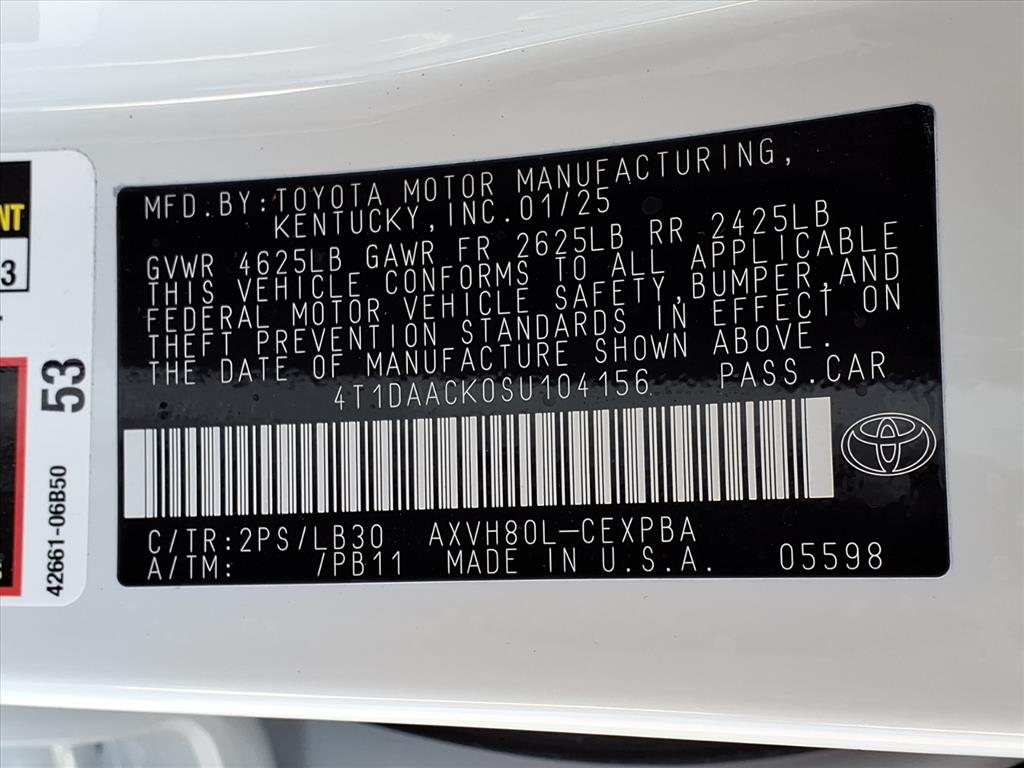 MFD.BY:TOYOTA MOTOR MANUFACTURING,
KENTUCKY, INC.01/25
GVWR 4625LB GAWR FR 2625LB RR 2425LB
THIS VEHICLE CONFORMS TO ALL APPLICABLE
FEDERAL MOTOR VEHICLE SAFETY,BUMPER,AND
THEFT PREVENTION STANDARDS IN EFFECT ON
THE DATE OF MANUFACTURE SHOWN ABOVE.
4T1DAACK0SU104156 PASS.CAR
C/TR:2PS/LB30 AXVH80L-CEXPBA
A/TM: /PB11 MADE IN U.S.A. 05598
NT
3
53
42661-06B50